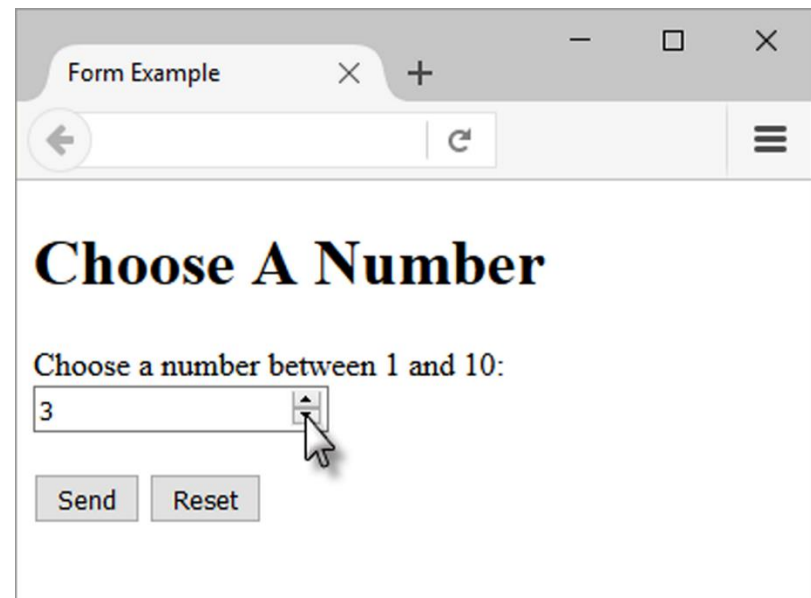 Form Example
Choose A Number
Choose a number between 1 and 10:
3
Send Reset